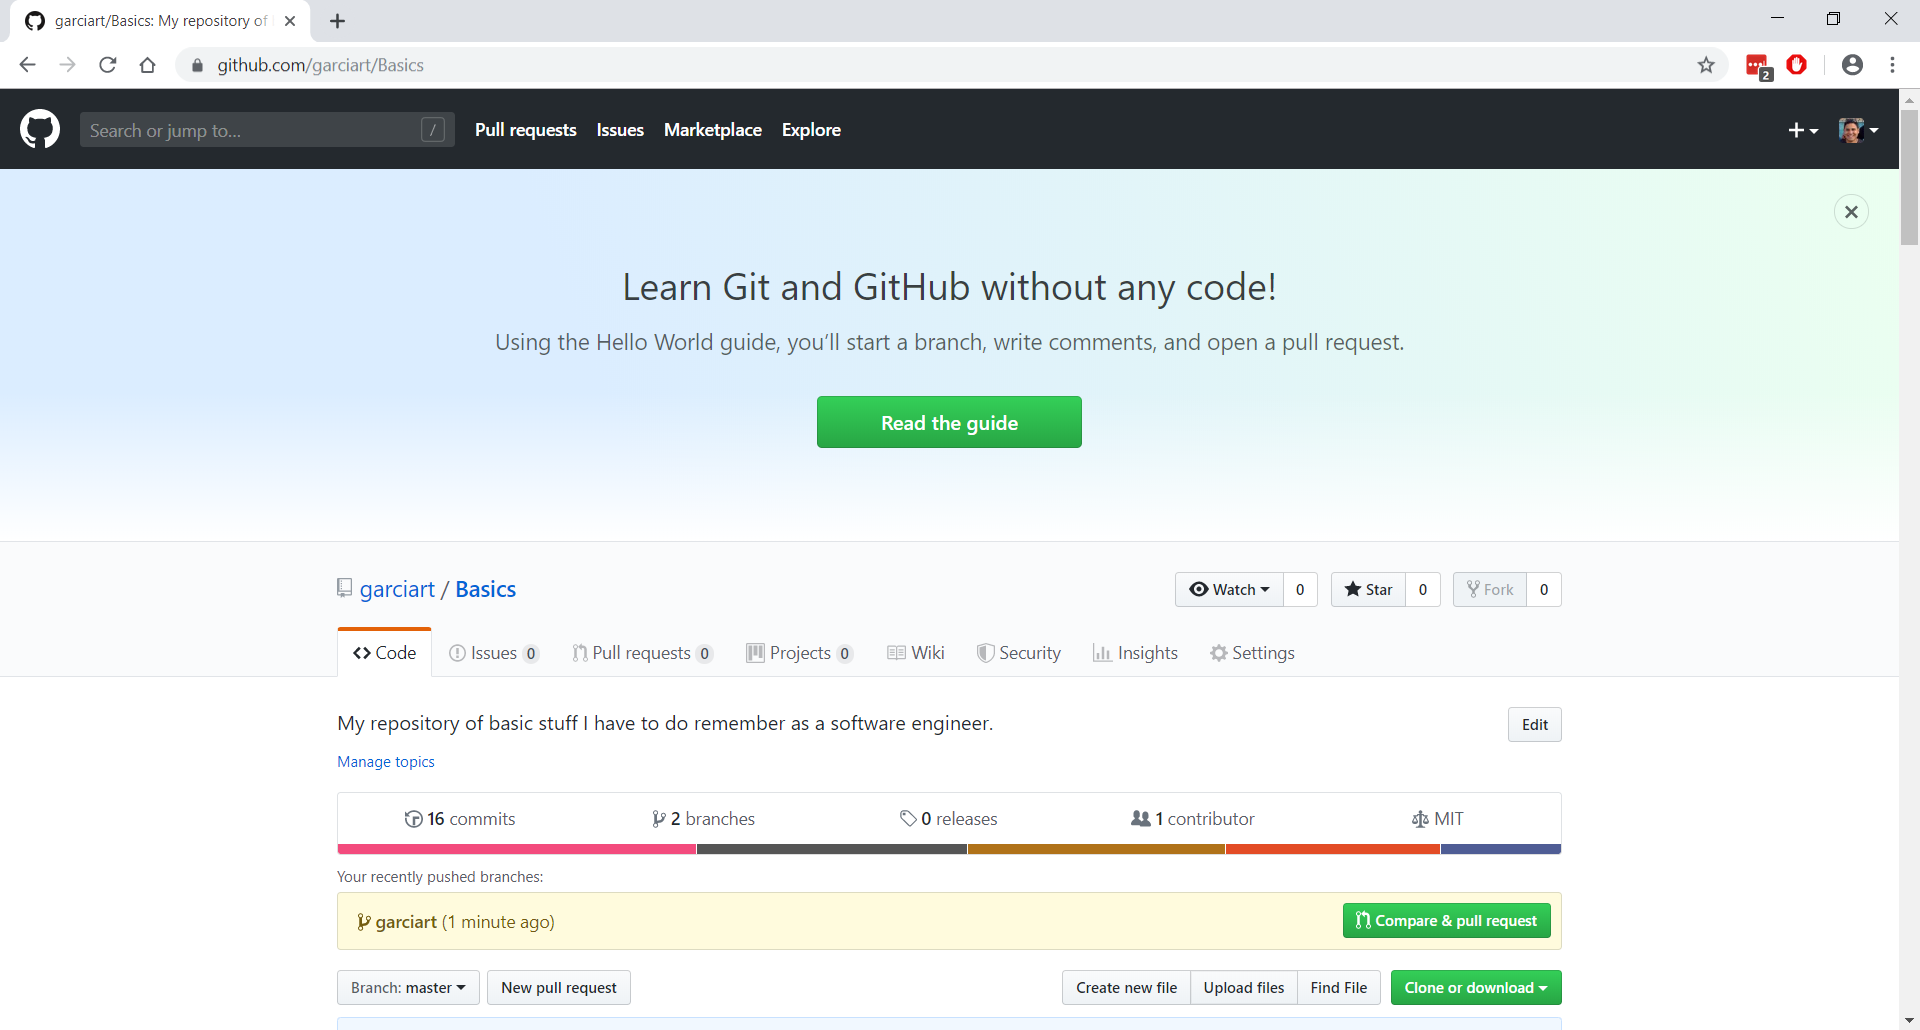 garciart/Basics: My repository of
github.com/garciart/Basics
2
Search or jump to... /
Pull requests Issues Marketplace Explore
Learn Git and GitHub without any code!
Using the Hello World guide, you’ll start a branch, write comments, and open a pull request.
Read the guide
garciart / Basics
Watch 0 Star 0 Fork 0
Code Issues 0 Pull requests 0 Projects 0 Wiki Security Insights Settings
My repository of basic stuff I have to do remember as a software engineer.
Edit
Manage topics
16 commits 2 branches 0 releases 1 contributor MIT
Your recently pushed branches:
garciart (1 minute ago) Compare & pull request
Branch: master New pull request Create new file Upload files Find File Clone or download